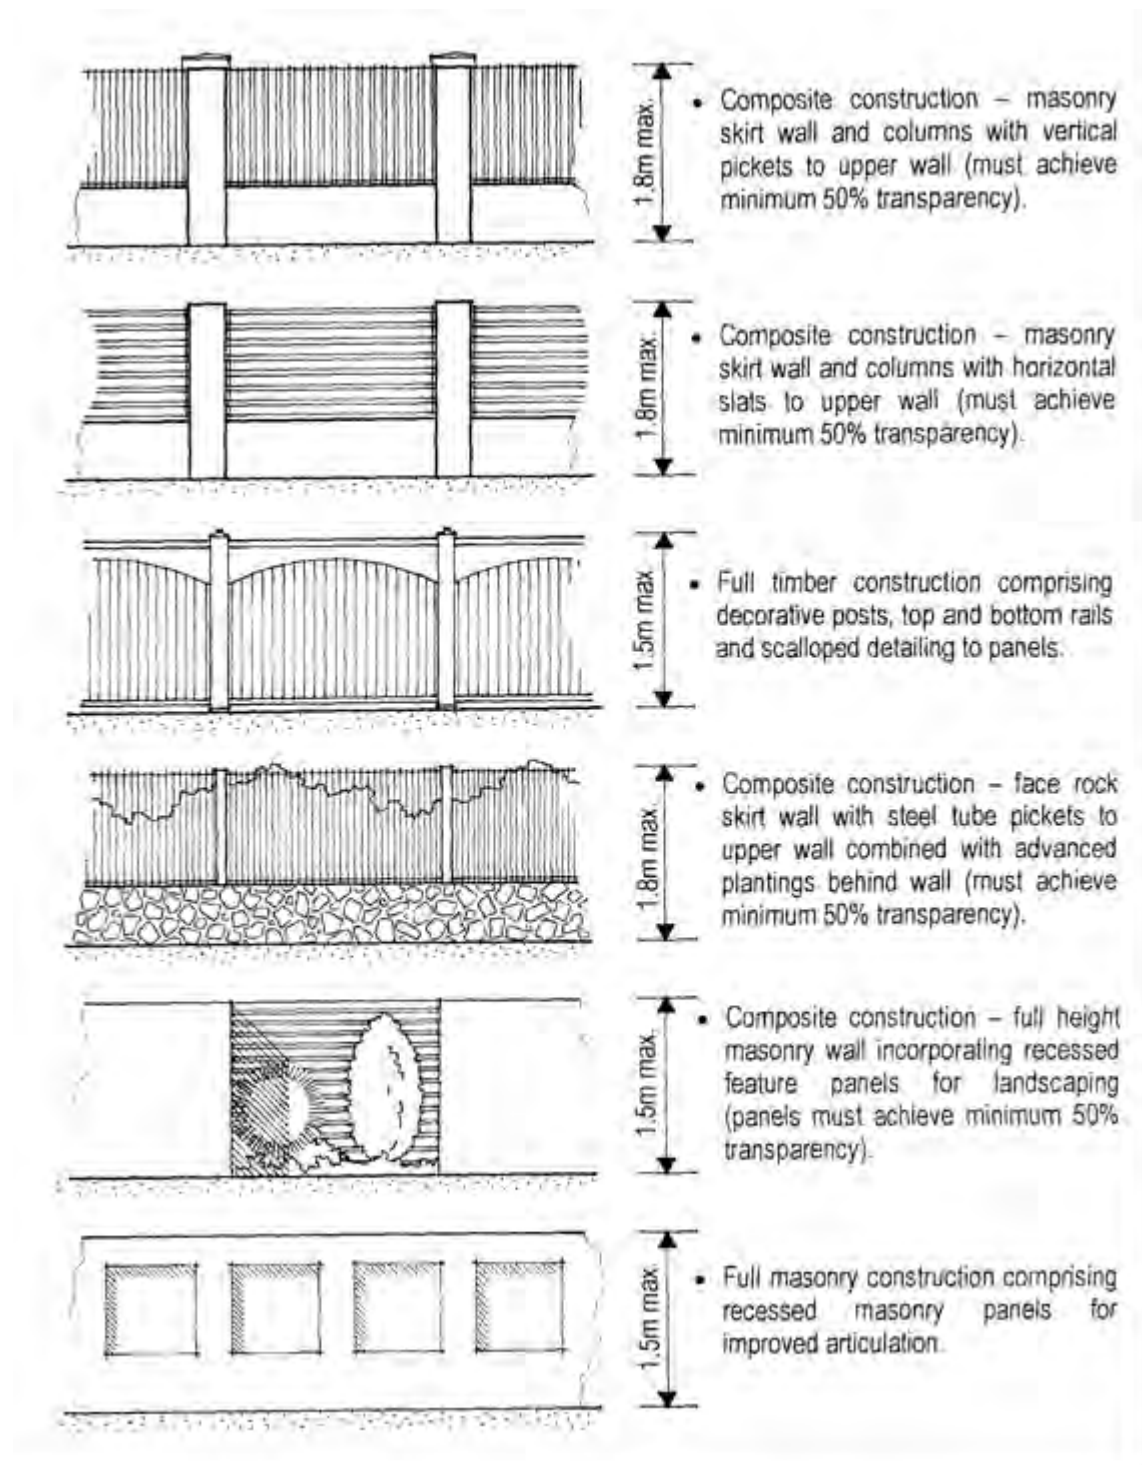 1.8m max.
• Composite construction – masonry
skirt wall and columns with vertical
pickets to upper wall (must achieve
minimum 50% transparency).
1.8m max.
• Composite construction – masonry
skirt wall and columns with horizontal
slats to upper wall (must achieve
minimum 50% transparency).
1.5m max.
• Full timber construction comprising
decorative posts, top and bottom rails
and scalloped detailing to panels.
1.8m max.
• Composite construction – face rock
skirt wall with steel tube pickets to
upper wall combined with advanced
plantings behind wall (must achieve
minimum 50% transparency).
1.5m max.
• Composite construction – full height
masonry wall incorporating recessed
feature panels for landscaping
(panels must achieve minimum 50%
transparency).
1.5m max.
• Full masonry construction comprising
recessed masonry panels for
improved articulation.